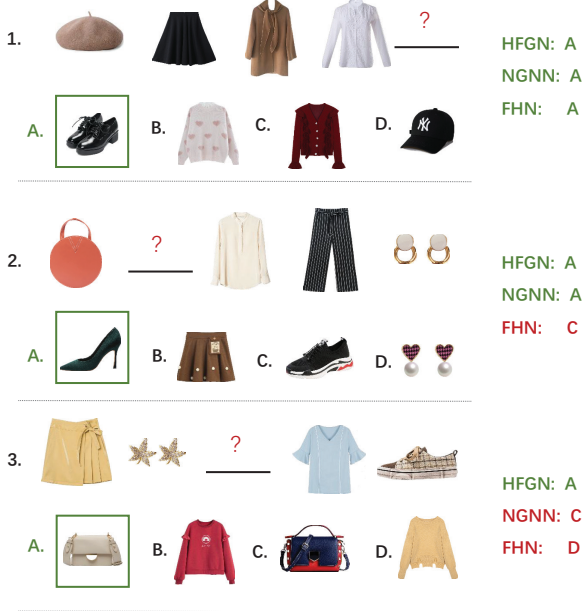 1. ?
HFGN: A
NGNN: A
FHN: A
A. B. C. D.
NY
2. ?
HFGN: A
NGNN: A
FHN: C
A. B. C. D.
3. ?
HFGN: A
NGNN: C
FHN: D
A. B. C. D.